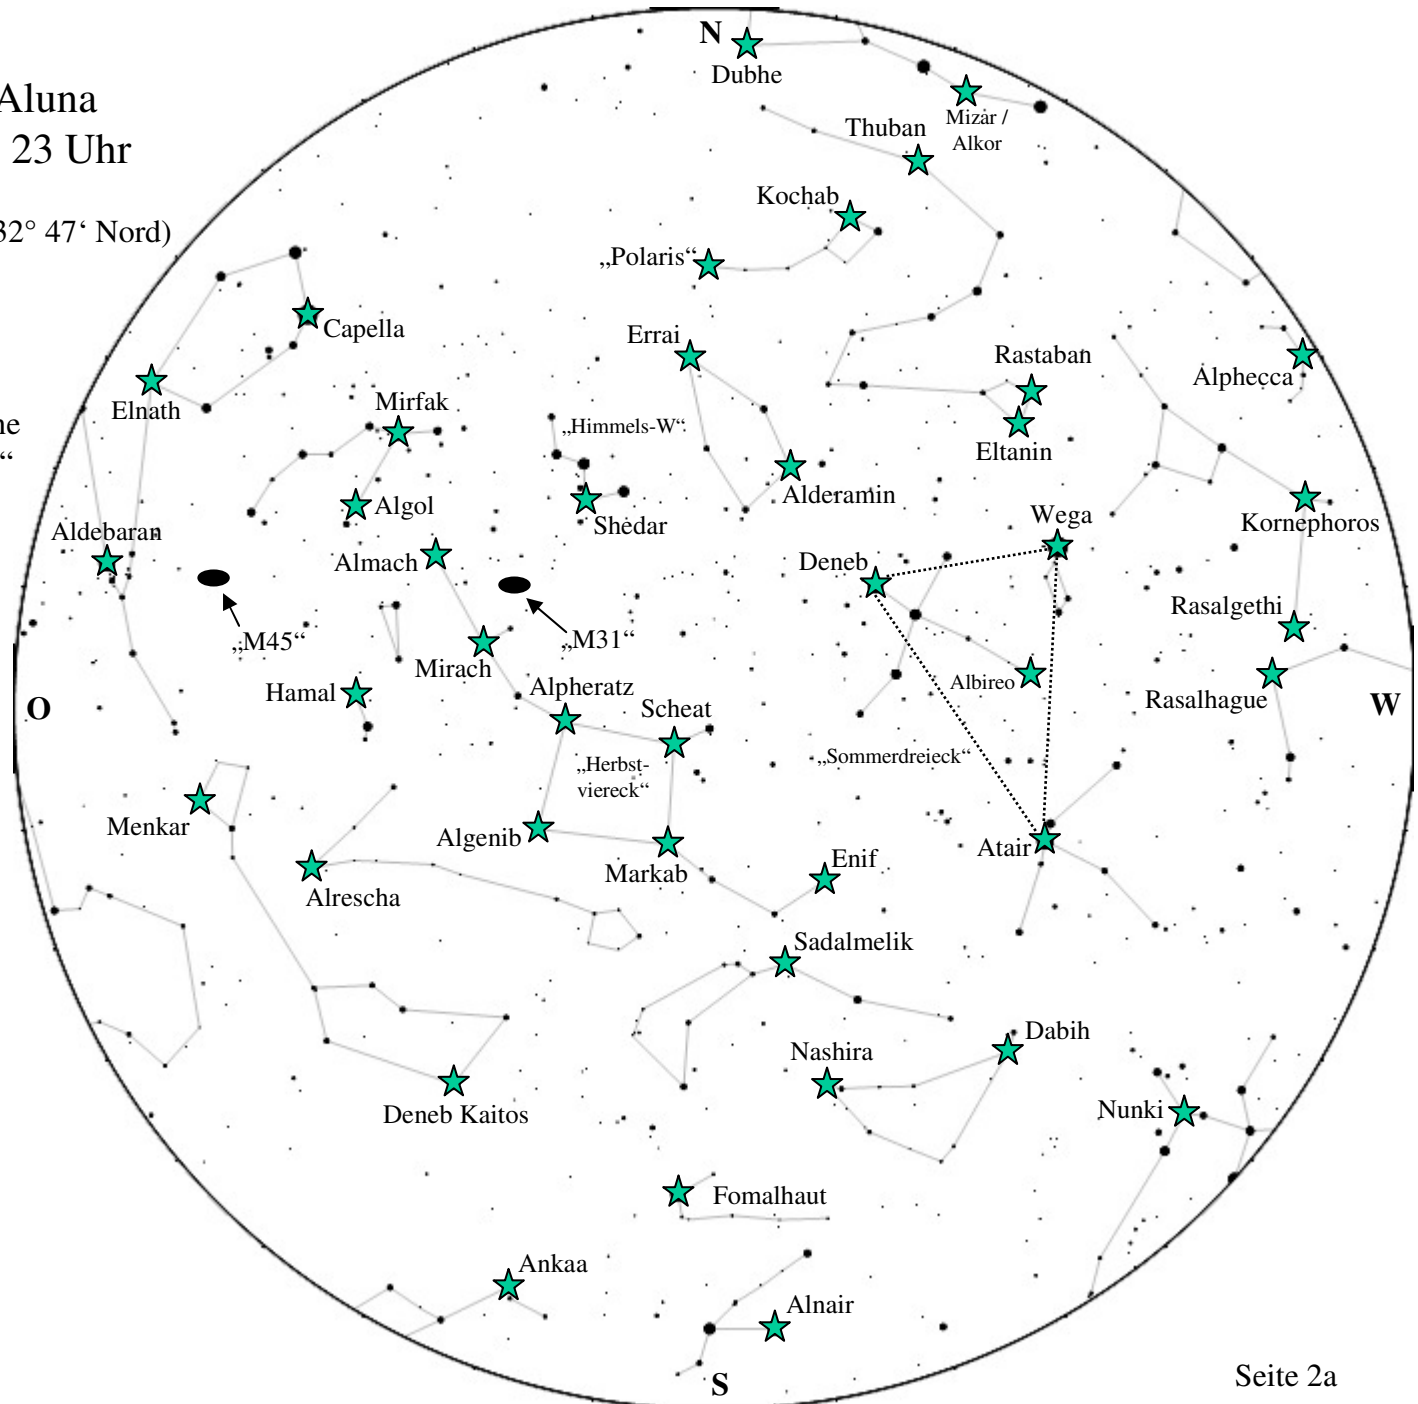 N
Dubhe
Aluna
23 Uhr
Mizar /
Alkor
Thuban
Kochab
32° 47‘ Nord)
„Polaris“
Capella
Errai
Rastaban
Alphecca
Elnath
Mirfak
„Himmels-W“
Eltanin
“
Alderamin
Algol
Shedar
Wega
Kornephoros
Aldebaran
Almach
Deneb
Rasalgethi
„M45“
„M31“
Mirach
Hamal
Alpheratz
Albireo
Rasalhague
O
Scheat
W
„Sommerdreieck“
„Herbst-
viereck“
Menkar
Algenib
Atair
Enif
Markab
Alrescha
Sadalmelik
Dabih
Nashira
Deneb Kaitos
Nunki
Fomalhaut
Ankaa
Alnair
Seite 2a
S